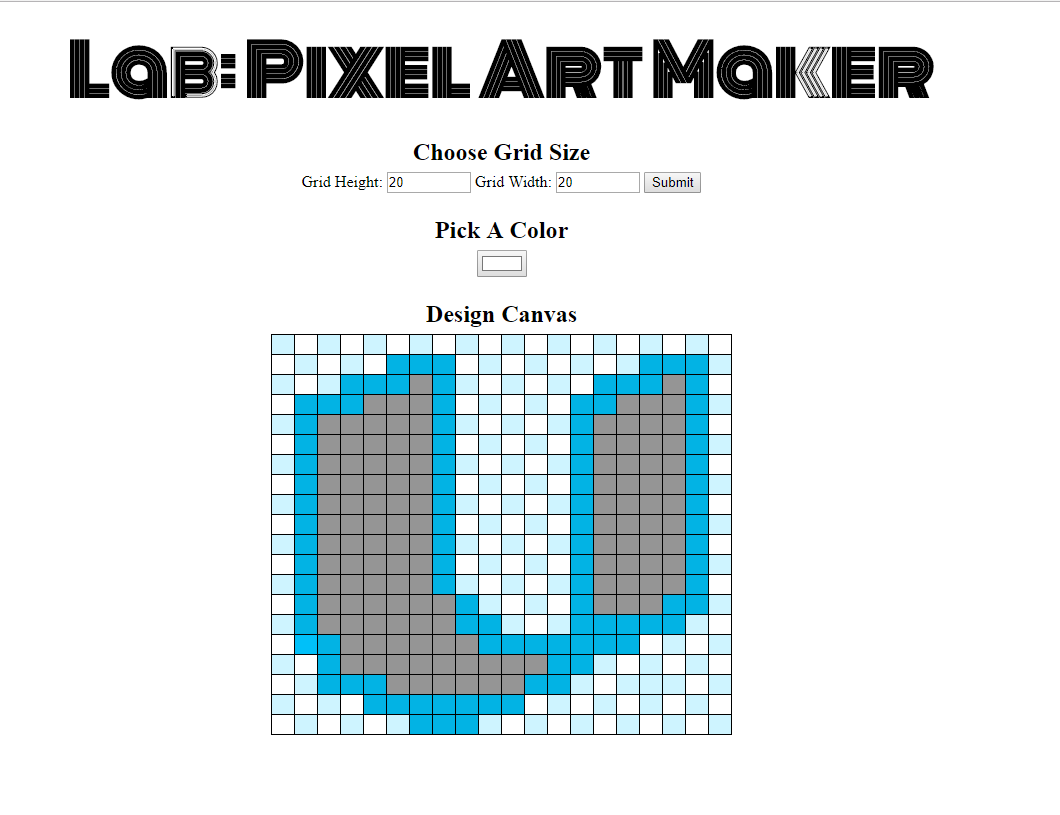 Lab: Pixel Art Maker
Choose Grid Size
Grid Height: 20 Grid Width: 20 Submit
Pick A Color
Design Canvas